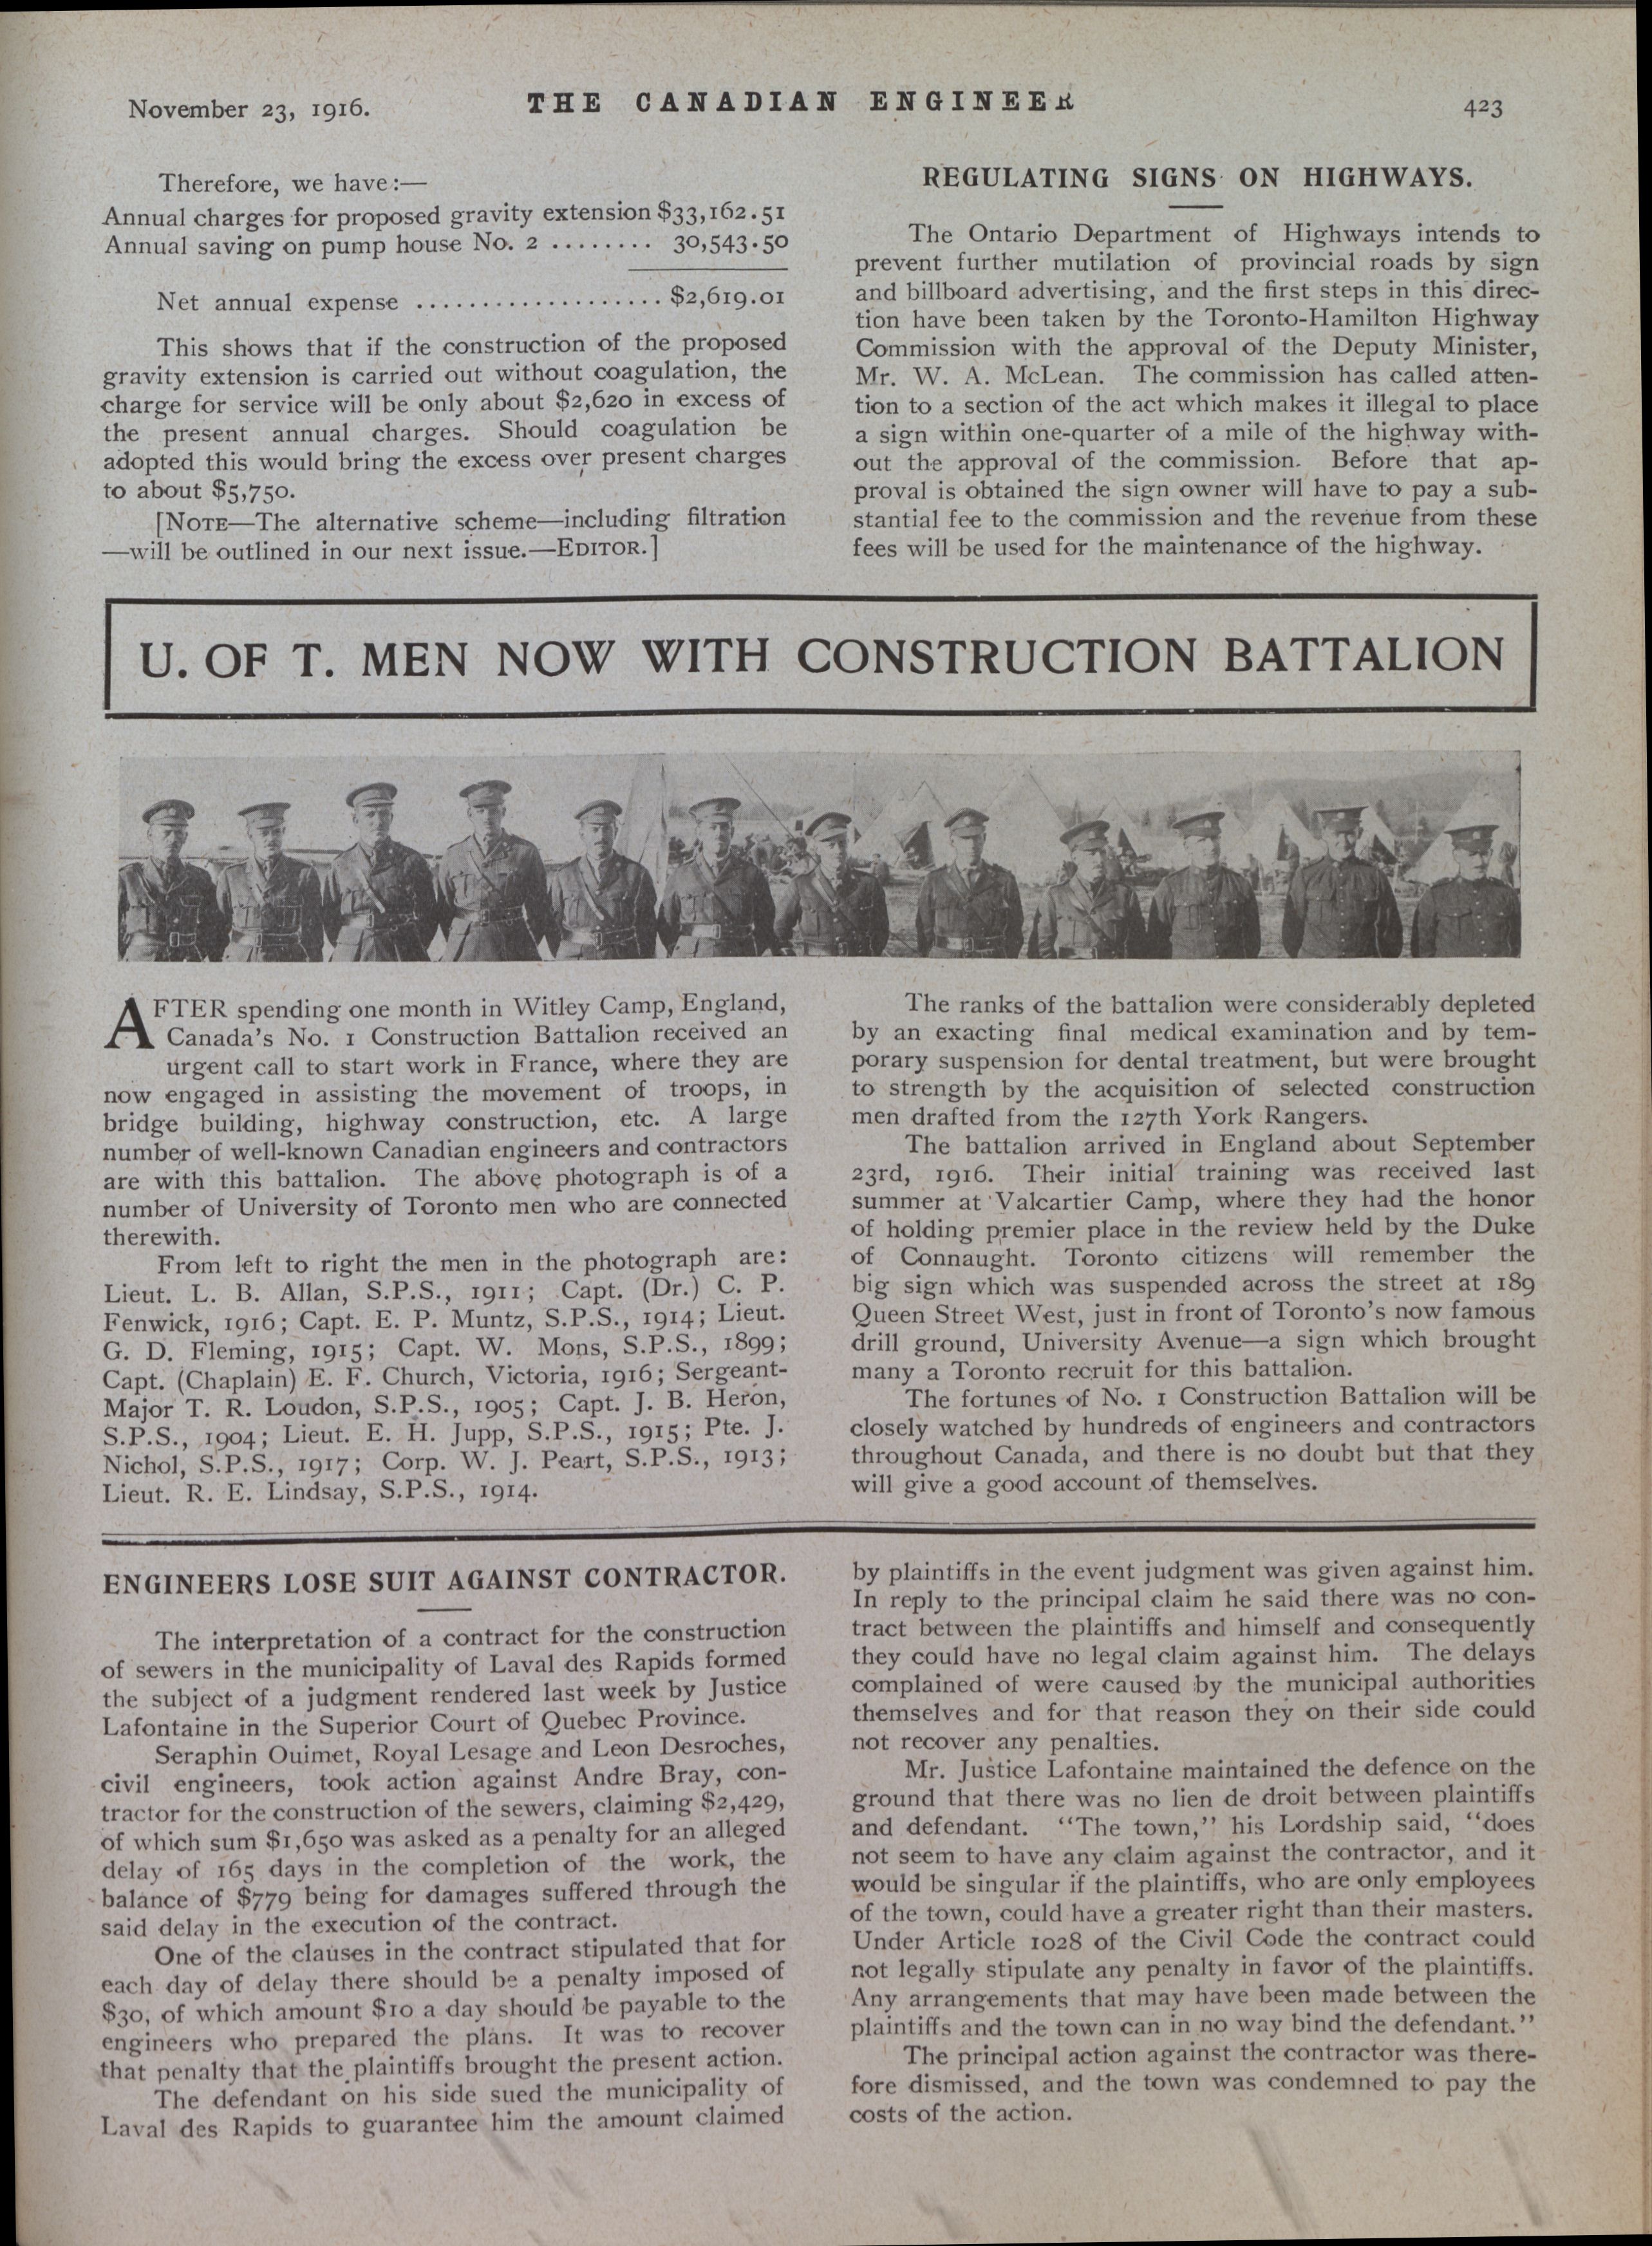 November 23, 1916.
THE CANADIAN ENGINEER
423
Therefore, we have:—
Annual charges for proposed gravity extension $33,162.51
Annual saving on pump house No. 2 ........ 30,543.50
Net annual expense ................... $2,619.01
This shows that if the construction of the proposed
gravity extension is carried out without coagulation, the
charge for service will be only about $2,620 in excess of
the present annual charges. Should coagulation be
adopted this would bring the excess over present charges
to about $5,750.
[NOTE—The alternative scheme—including filtration
—will be outlined in our next issue.—EDITOR.]
REGULATING SIGNS ON HIGHWAYS.
The Ontario Department of Highways intends to
prevent further mutilation of provincial roads by sign
and billboard advertising, and the first steps in this direc-
tion have been taken by the Toronto-Hamilton Highway
Commission with the approval of the Deputy Minister,
Mr. W. A. McLean. The commission has called atten-
tion to a section of the act which makes it illegal to place
a sign within one-quarter of a mile of the highway with-
out the approval of the commission. Before that ap-
proval is obtained the sign owner will have to pay a sub-
stantial fee to the commission and the revenue from these
fees will be used for the maintenance of the highway.
U. OF T. MEN NOW WITH CONSTRUCTION BATTALION
AFTER spending one month in Witley Camp, England,
Canada's No. 1 Construction Battalion received an
urgent call to start work in France, where they are
now engaged in assisting the movement of troops, in
bridge building, highway construction, etc. A large
number of well-known Canadian engineers and contractors
are with this battalion. The above photograph is of a
number of University of Toronto men who are connected
therewith.
From left to right the men in the photograph are:
Lieut. L. B. Allan, S.P.S., 1911; Capt. (Dr.) C. P.
Fenwick, 1916; Capt. E. P. Muntz, S.P.S., 1914; Lieut.
G. D. Fleming, 1915; Capt. W. Mons, S.P.S., 1899;
Capt. (Chaplain) E. F. Church, Victoria, 1916; Sergeant-
Major T. R. Loudon, S.P.S., 1905; Capt. J. B. Heron,
S.P.S., 1904; Lieut. E. H. Jupp, S.P.S., 1915; Pte. J.
Nichol, S.P.S., 1917; Corp. W. J. Peart, S.P.S., 1913;
Lieut. R. E. Lindsay, S.P.S., 1914.
The ranks of the battalion were considerably depleted
by an exacting final medical examination and by tem-
porary suspension for dental treatment, but were brought
to strength by the acquisition of selected construction
men drafted from the 127th York Rangers.
The battalion arrived in England about September
23rd, 1916. Their initial training was received last
summer at Valcartier Camp, where they had the honor
of holding premier place in the review held by the Duke
of Connaught. Toronto citizens will remember the
big sign which was suspended across the street at 189
Queen Street West, just in front of Toronto's now famous
drill ground, University Avenue—a sign which brought
many a Toronto recruit for this battalion.
The fortunes of No. 1 Construction Battalion will be
closely watched by hundreds of engineers and contractors
throughout Canada, and there is no doubt but that they
will give a good account of themselves.
ENGINEERS LOSE SUIT AGAINST CONTRACTOR.
The interpretation of a contract for the construction
of sewers in the municipality of Laval des Rapids formed
the subject of a judgment rendered last week by Justice
Lafontaine in the Superior Court of Quebec Province.
Seraphin Ouimet, Royal Lesage and Leon Desroches,
civil engineers, took action against Andre Bray, con-
tractor for the construction of the sewers, claiming $2,429,
of which sum $1,650 was asked as a penalty for an alleged
delay of 165 days in the completion of the work, the
balance of $779 being for damages suffered through the
said delay in the execution of the contract.
One of the clauses in the contract stipulated that for
each day of delay there should be a penalty imposed of
$30, of which amount $10 a day should be payable to the
engineers who prepared the plans. It was to recover
that penalty that the plaintiffs brought the present action.
The defendant on his side sued the municipality of
Laval des Rapids to guarantee him the amount claimed
by plaintiffs in the event judgment was given against him.
In reply to the principal claim he said there was no con-
tract between the plaintiffs and himself and consequently
they could have no legal claim against him. The delays
complained of were caused by the municipal authorities
themselves and for that reason they on their side could
not recover any penalties.
Mr. Justice Lafontaine maintained the defence on the
ground that there was no lien de droit between plaintiffs
and defendant. "The town," his Lordship said, "does
not seem to have any claim against the contractor, and it
would be singular if the plaintiffs, who are only employees
of the town, could have a greater right than their masters.
Under Article 1028 of the Civil Code the contract could
not legally stipulate any penalty in favor of the plaintiffs.
Any arrangements that may have been made between the
plaintiffs and the town can in no way bind the defendant."
The principal action against the contractor was there-
fore dismissed, and the town was condemned to pay the
costs of the action.